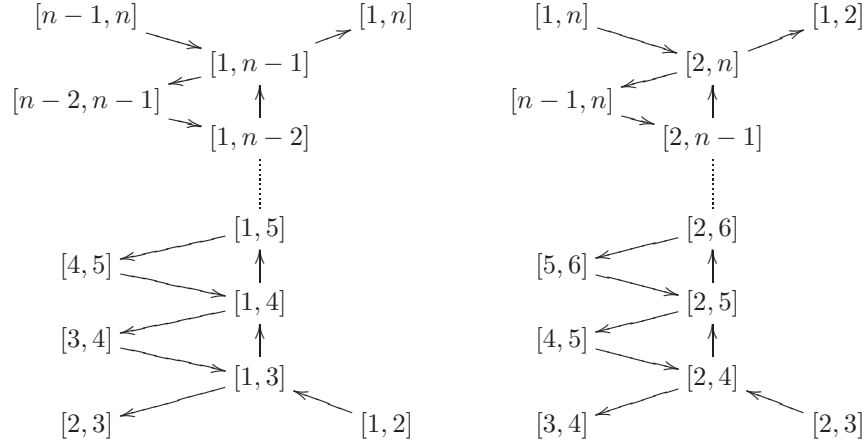 [n − 1, n]
[1, n]
[1, n − 1]
[n − 2, n − 1]
[1, n − 2]
[1, 5]
[4, 5]
[1, 4]
[3, 4]
[1, 3]
[2, 3]
[1, 2]
[1, n]
[1, 2]
[2, n]
[n − 1, n]
[2, n − 1]
[2, 6]
[5, 6]
[2, 5]
[4, 5]
[2, 4]
[3, 4]
[2, 3]